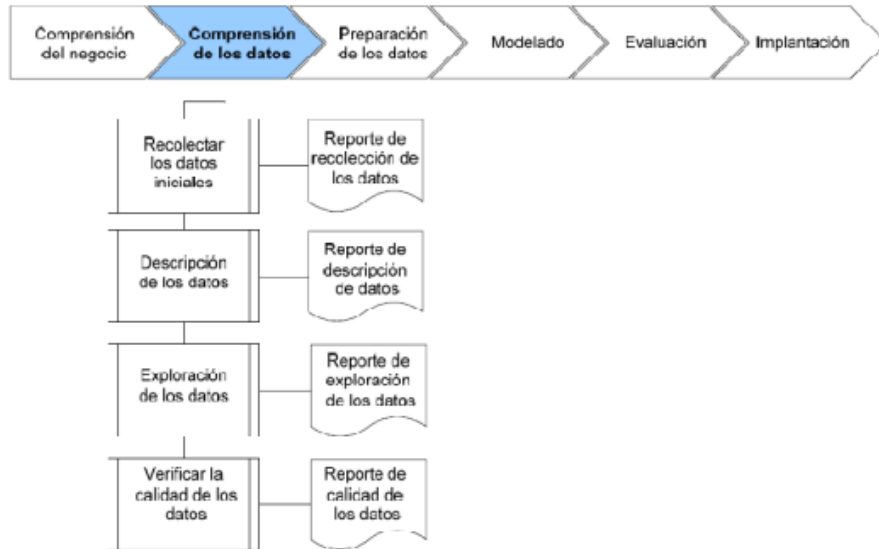 Comprensión
del negocio
Comprensión
de los datos
Preparación
de los datos
Modelado
Evaluación
Implantación
Recolectar
los datos
iniciales
Reporte de
recolección de
los datos
Descripción
de los datos
Reporte de
descripción
de datos
Exploración
de los datos
Reporte de
exploración
de los datos
Verificar la
calidad de los
datos
Reporte de
calidad de
los datos